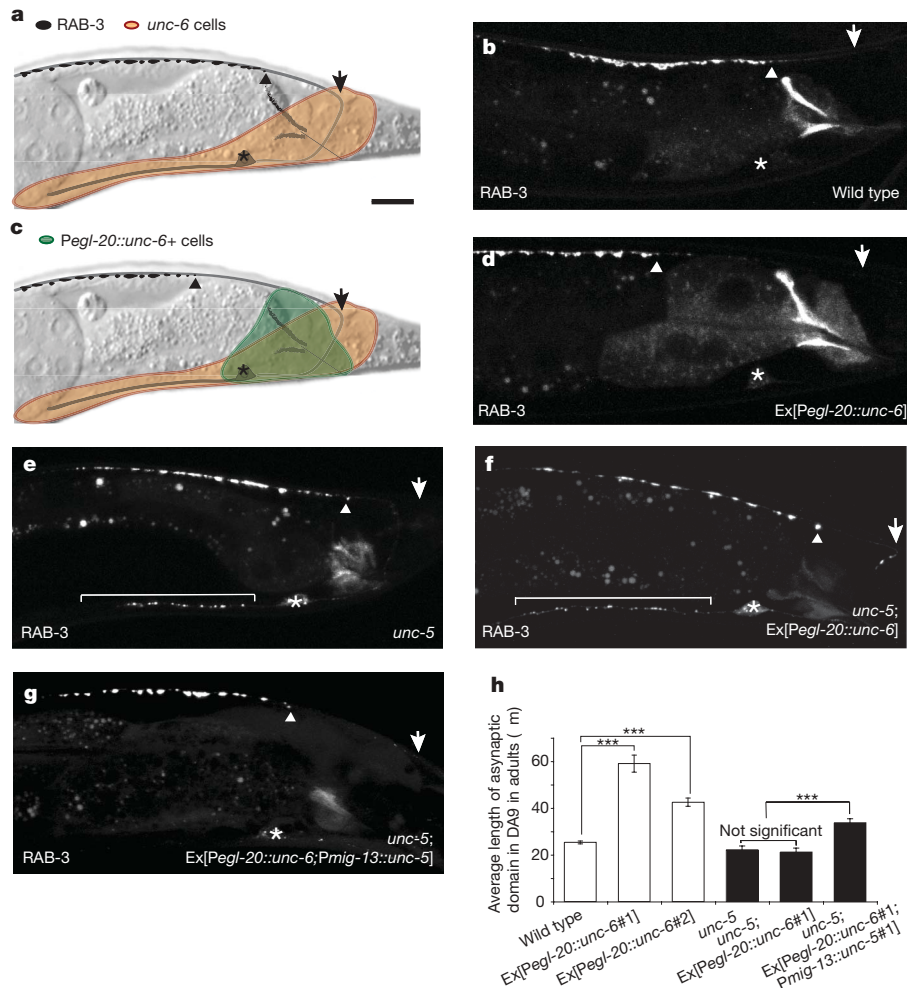 a
RAB-3 unc-6 cells
*
b
RAB-3 Wild type
*
c
Pegl-20::unc-6+ cells
*
d
RAB-3 Ex[Pegl-20::unc-6]
*
e
RAB-3 unc-5
*
f
unc-5;
RAB-3 Ex[Pegl-20::unc-6]
*
g
unc-5;
RAB-3 Ex[Pegl-20::unc-6;Pmig-13::unc-5]
*
h
Average length of asynaptic
domain in DA9 in adults ( m)
60
40
20
0
***
***
***
Not significant
Wild type
Ex[Pegl-20::unc-6#1]
Ex[Pegl-20::unc-6#2]
unc-5
unc-5;
Ex[Pegl-20::unc-6#1]
unc-5;
Ex[Pegl-20::unc-6#1;
Pmig-13::unc-5#1]